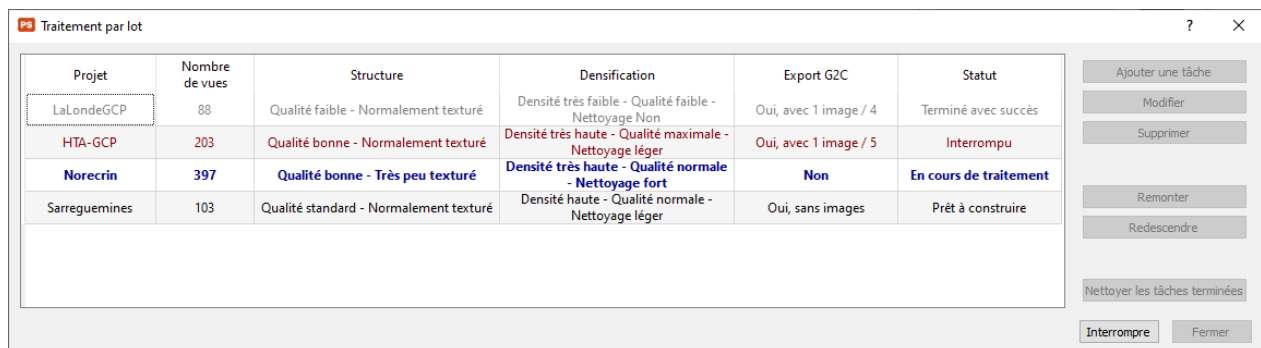 PS Traitement par lot ?
Projet Nombre de vues Structure Densification Export G2C Statut
LaLondeGCP 88 Qualité faible - Normalement texturé Densité très faible - Qualité faible - Nettoyage Non Oui, avec 1 image / 4 Terminé avec succès
HTA-GCP 203 Qualité bonne - Normalement texturé Densité très haute - Qualité maximale - Nettoyage léger Oui, avec 1 image / 5 Interrompu
Norecrin 397 Qualité bonne - Très peu texturé Densité très haute - Qualité normale - Nettoyage fort Non En cours de traitement
Sarreguemines 103 Qualité standard - Normalement texturé Densité haute - Qualité normale - Nettoyage léger Oui, sans images Prêt à construire
Ajouter une tâche
Modifier
Supprimer
Remonter
Redescendre
Nettoyer les tâches terminées
Interrompre Fermer